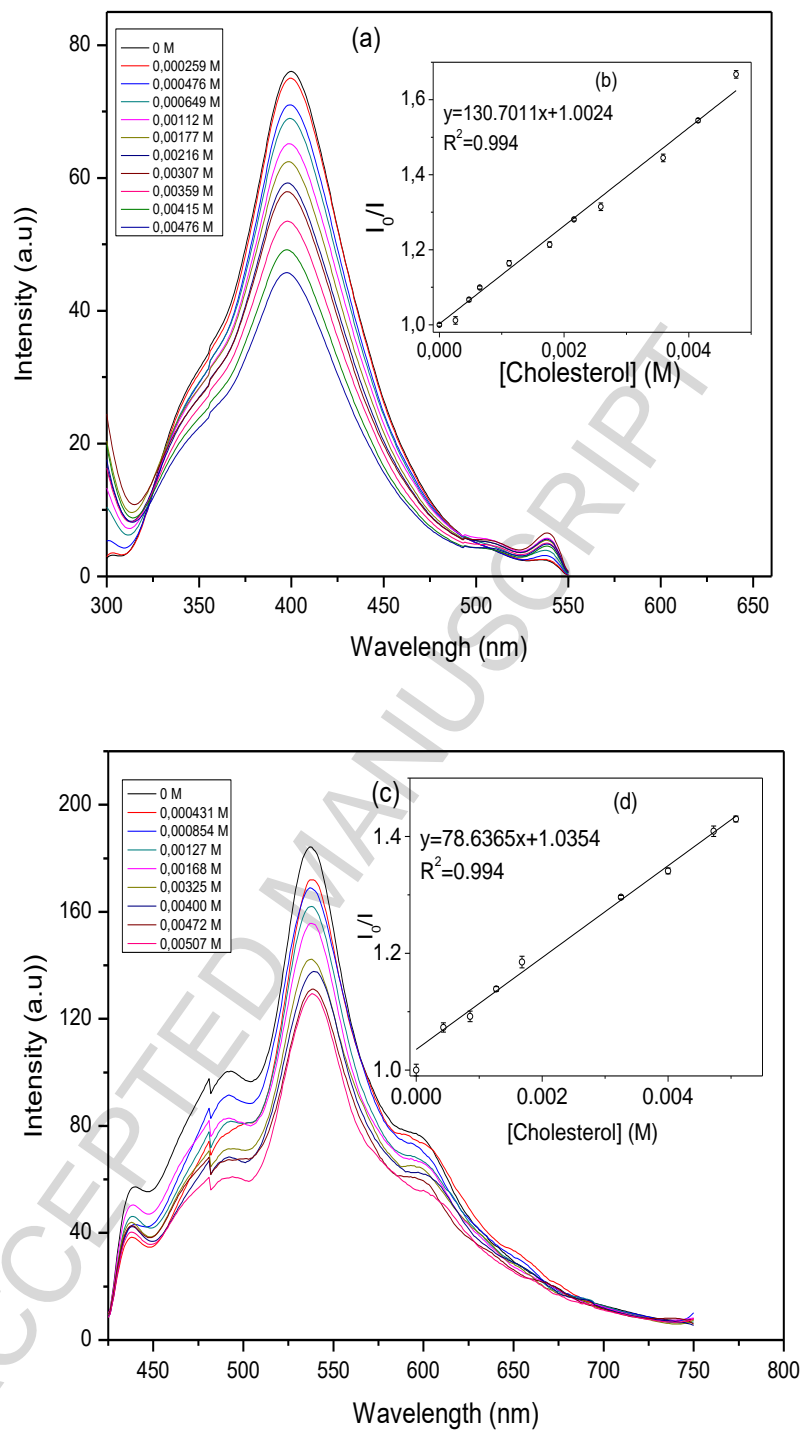 (a)
80
60
40
20
0
Intensity (a.u))
0 M
0,000259 M
0,000476 M
0,000649 M
0,00112 M
0,00177 M
0,00216 M
0,00307 M
0,00359 M
0,00415 M
0,00476 M
(b)
y=130.7011x+1.0024
R²=0.994
I₀/I
1,6
1,4
1,2
1,0
0,000 0,002 0,004
[Cholesterol] (M)
300 350 400 450 500 550 600 650
Wavelengh (nm)
ACCEPTED MANUSCRIPT
(c)
200
160
120
80
40
0
Intensity (a.u))
0 M
0,000431 M
0,000854 M
0,00127 M
0,00168 M
0,00325 M
0,00400 M
0,00472 M
0,00507 M
(d)
y=78.6365x+1.0354
R²=0.994
I₀/I
1.4
1.2
1.0
0.000 0.002 0.004
[Cholesterol] (M)
450 500 550 600 650 700 750 800
Wavelength (nm)